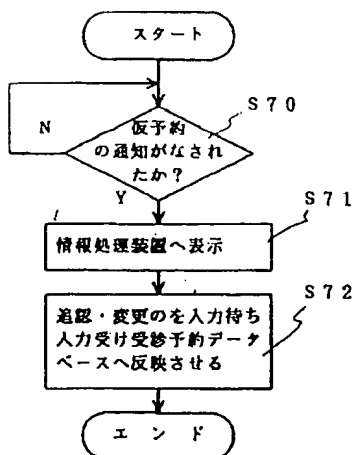 スタート
S70
N
仮予約
の通知がなされ
たか？
Y
S71
情報処理装置へ表示
S72
追認・変更のを入力待ち
入力受け受診予約データ
ベースへ反映させる
エンド